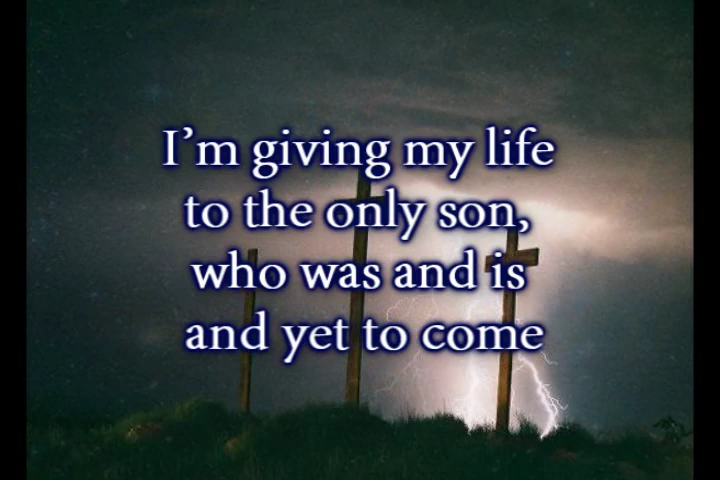 I'm giving my life
to the only son,
who was and is
and yet to come